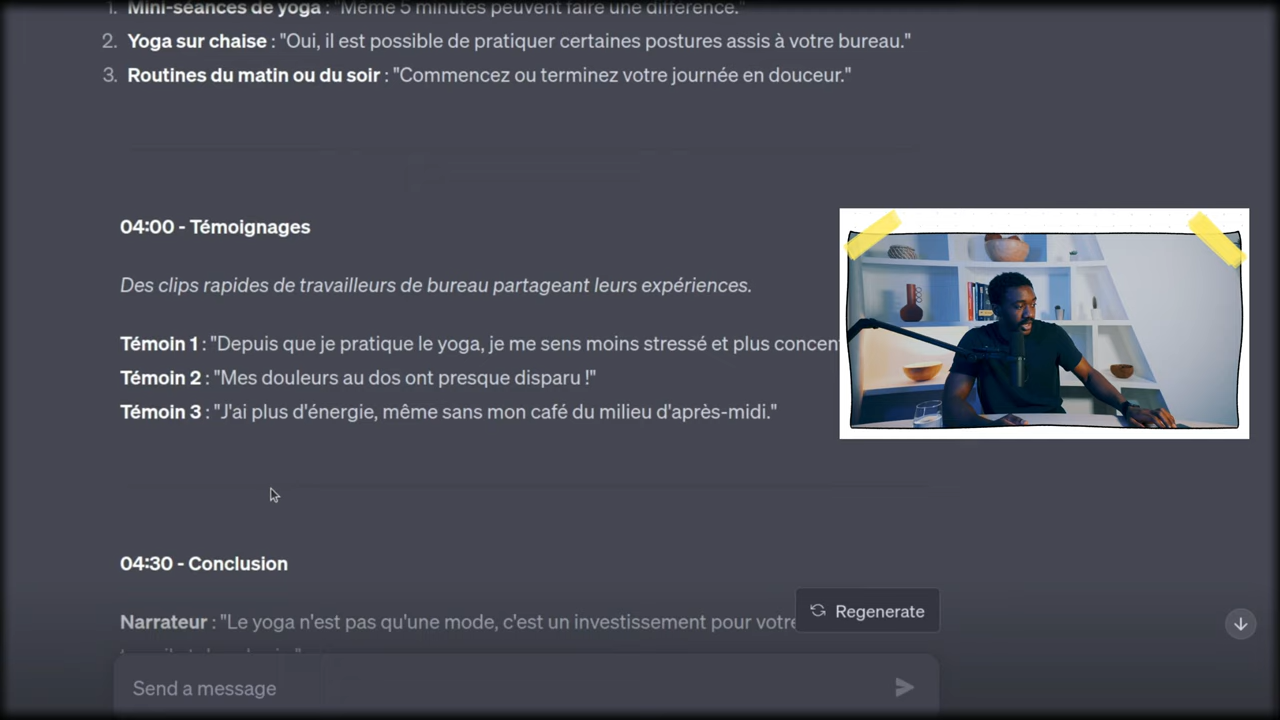 1. Mini-séances de yoga : "Même 5 minutes peuvent faire une différence."
2. Yoga sur chaise : "Oui, il est possible de pratiquer certaines postures assis à votre bureau."
3. Routines du matin ou du soir : "Commencez ou terminez votre journée en douceur."
04:00 - Témoignages
Des clips rapides de travailleurs de bureau partageant leurs expériences.
Témoin 1 : "Depuis que je pratique le yoga, je me sens moins stressé et plus concen
Témoin 2 : "Mes douleurs au dos ont presque disparu !"
Témoin 3 : "J'ai plus d'énergie, même sans mon café du milieu d'après-midi."
04:30 - Conclusion
Regenerate
Narrateur : "Le yoga n'est pas qu'une mode, c'est un investissement pour votre
Send a message